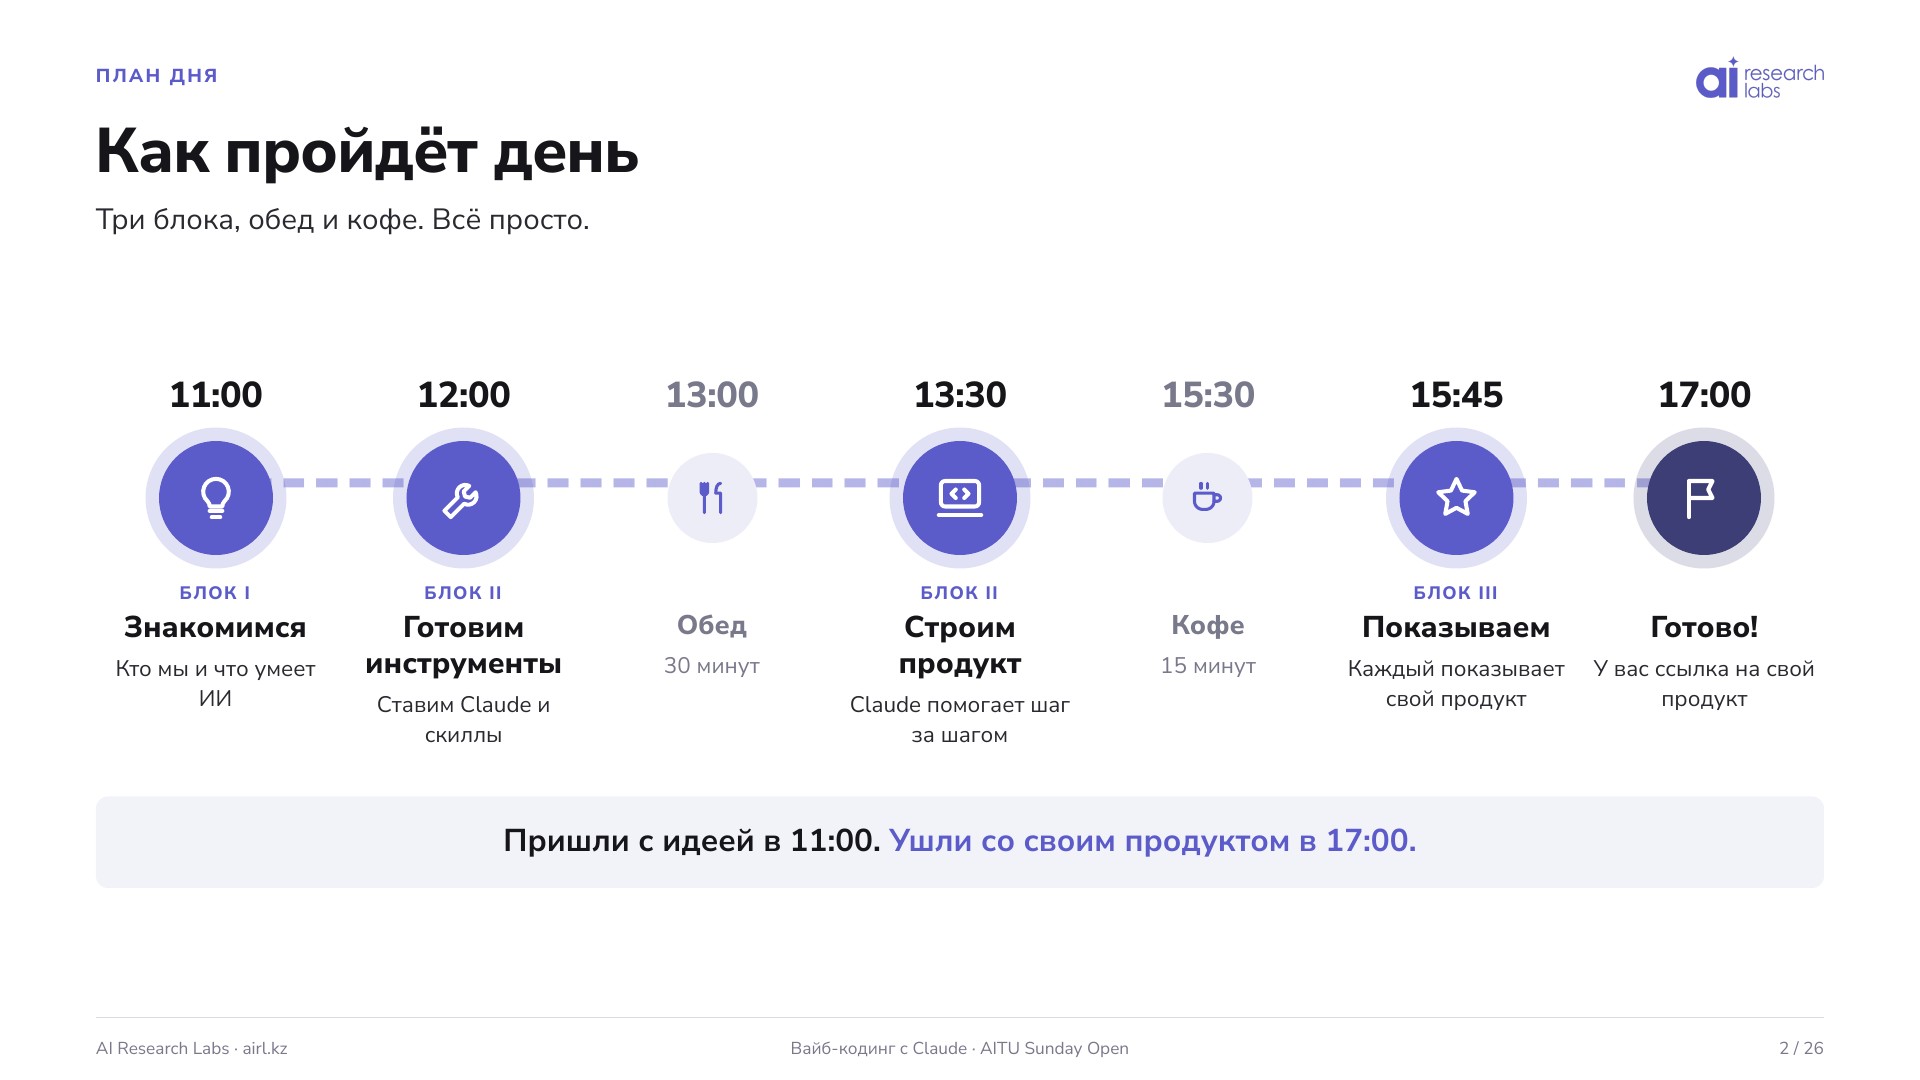 ПЛАН ДНЯ
ai research labs
Как пройдёт день
Три блока, обед и кофе. Всё просто.
11:00
БЛОК I
Знакомимся
Кто мы и что умеет
ИИ
12:00
БЛОК II
Готовим
инструменты
Ставим Claude и
скиллы
13:00
Обед
30 минут
13:30
БЛОК II
Строим
продукт
Claude помогает шаг
за шагом
15:30
Кофе
15 минут
15:45
БЛОК III
Показываем
Каждый показывает
свой продукт
17:00
Готово!
У вас ссылка на свой
продукт
Пришли с идеей в 11:00. Ушли со своим продуктом в 17:00.
AI Research Labs · airl.kz
Вайб-кодинг с Claude · AITU Sunday Open
2 / 26